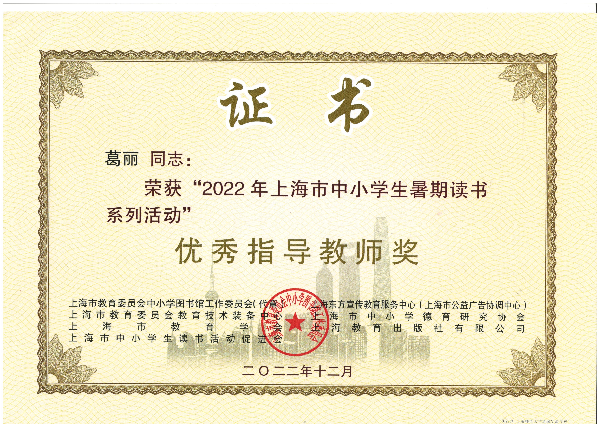 证书
葛丽 同志：
荣获“2022年上海市中小学生暑期读书
系列活动”
优秀指导教师奖
上海市教育委员会中小学图书馆工作委员会（代章） 东方宣传教育服务中心（上海市公益广告协调中心）
上海市教育委员会教育技术装备中心 上海市中小学德育研究协会
上海市教育学会 上海教育出版社有限公司
上海市中小学生读书活动促进会
二〇二二年十二月